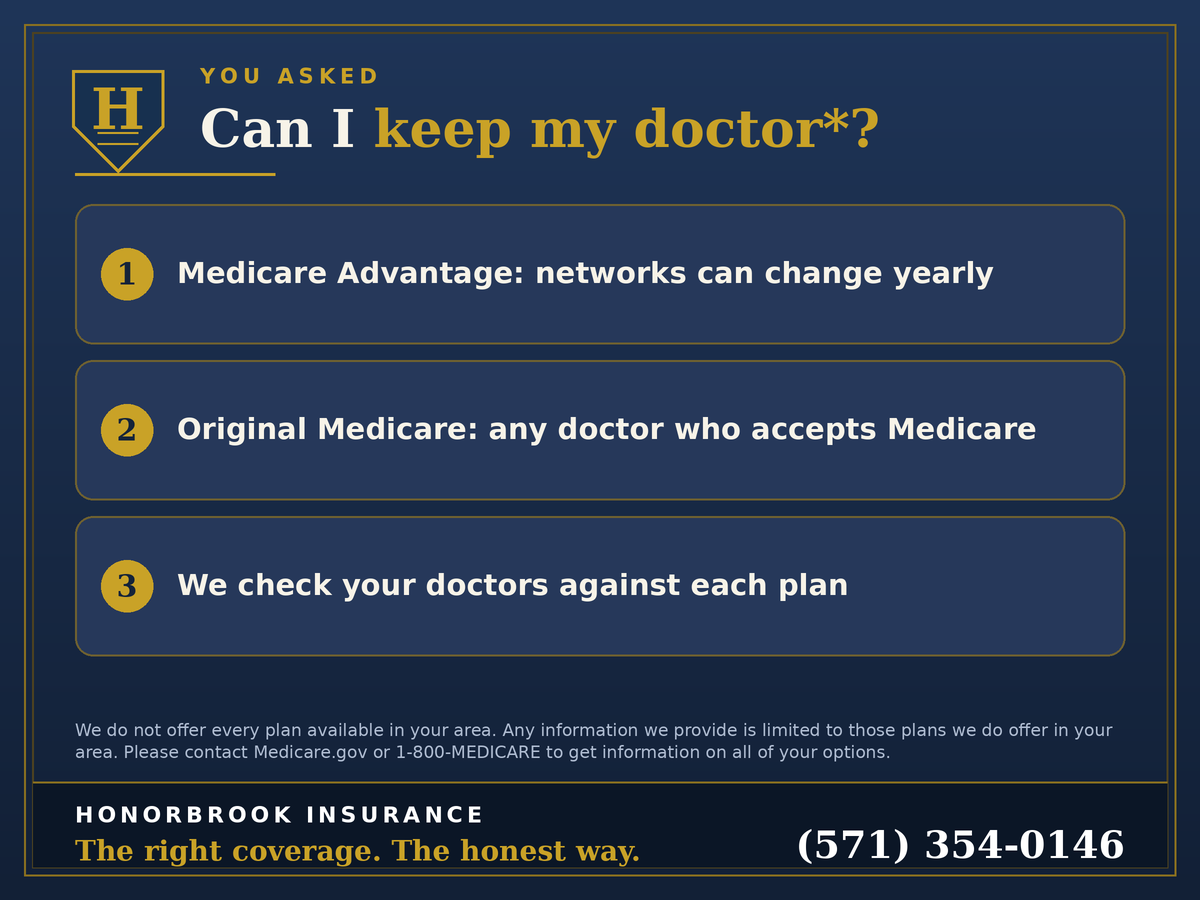 H
YOU ASKED
Can I keep my doctor*?
1 Medicare Advantage: networks can change yearly
2 Original Medicare: any doctor who accepts Medicare
3 We check your doctors against each plan
We do not offer every plan available in your area. Any information we provide is limited to those plans we do offer in your
area. Please contact Medicare.gov or 1-800-MEDICARE to get information on all of your options.
HONORBROOK INSURANCE
The right coverage. The honest way.
(571) 354-0146